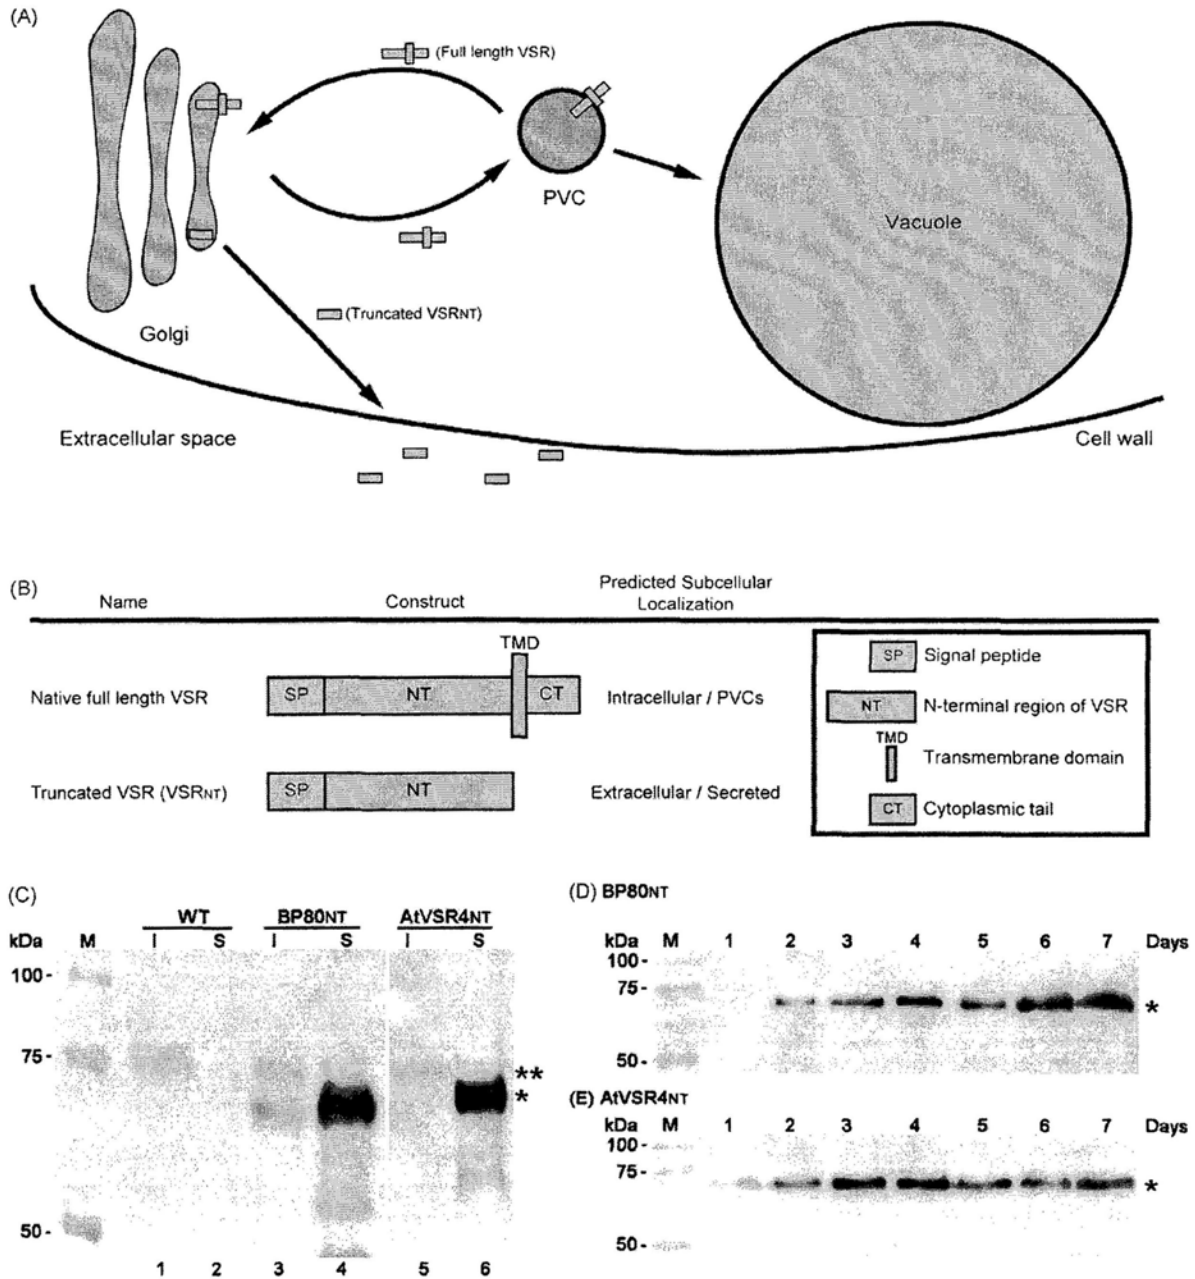 (A)
(Full length VSR)
PVC
Vacuole
(Truncated VSRNT)
Golgi
Extracellular space
Cell wall
(B)
Name Construct Predicted Subcellular Localization
TMD
Native full length VSR SP NT CT Intracellular / PVCs
Truncated VSR (VSRNT) SP NT Extracellular / Secreted
SP Signal peptide
NT N-terminal region of VSR
TMD
Transmembrane domain
CT Cytoplasmic tail
(C)
WT BP80NT AtVSR4NT
kDa M I S I S I S
100 -
75 -
**
*
50 -
1 2 3 4 5 6
(D) BP80NT
kDa M 1 2 3 4 5 6 7 Days
100 -
75 -
*
50 -
(E) AtVSR4NT
kDa M 1 2 3 4 5 6 7 Days
100 -
75 -
*
50 -